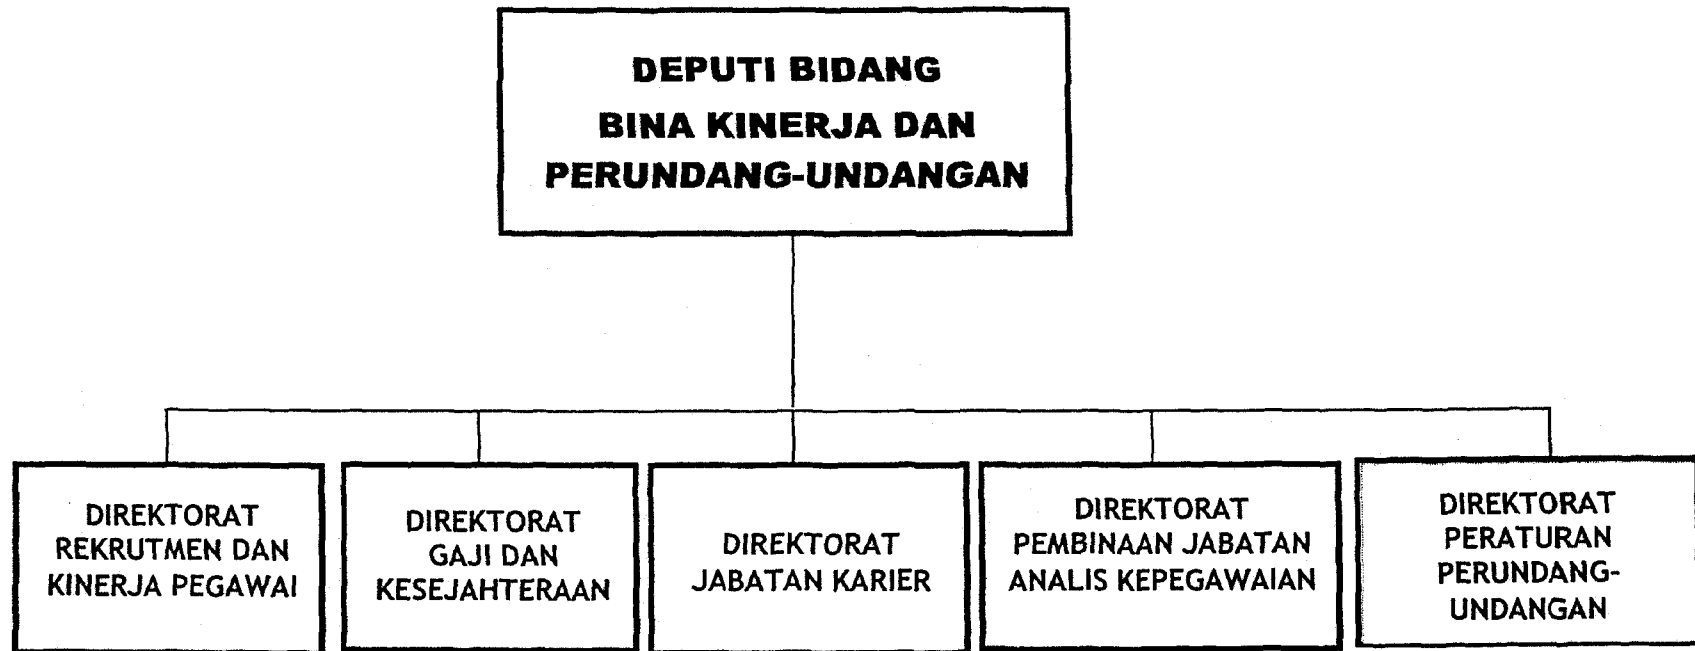 DEPUTI BIDANG
BINA KINERJA DAN
PERUNDANG-UNDANGAN
DIREKTORAT
REKRUTMEN DAN
KINERJA PEGAWAI
DIREKTORAT
GAJI DAN
KESEJAHTERAAN
DIREKTORAT
JABATAN KARIER
DIREKTORAT
PEMBINAAN JABATAN
ANALIS KEPEGAWAIAN
DIREKTORAT
PERATURAN
PERUNDANG-
UNDANGAN